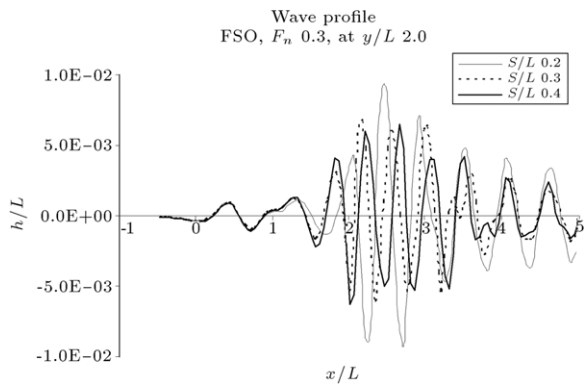 Wave profile
FSO, Fn 0.3, at y/L 2.0
S/L 0.2
S/L 0.3
S/L 0.4
1.0E-02
5.0E-03
0.0E+00
-5.0E-03
-1.0E-02
h/L
-1 0 1 2 3 4 5
x/L